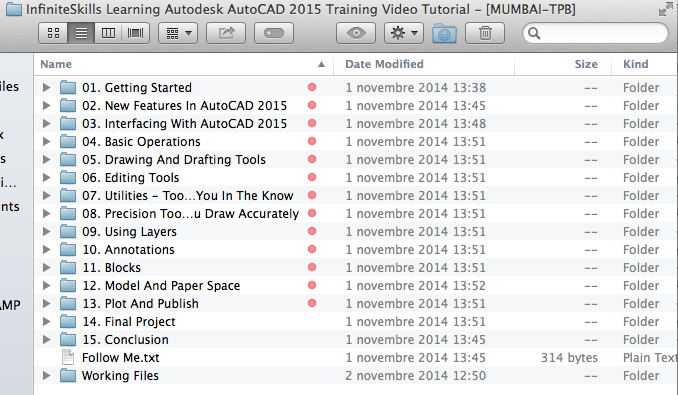 InfiniteSkills Learning Autodesk AutoCAD 2015 Training Video Tutorial - [MUMBAI-TPB]
Name Date Modified Size Kind
iles
01. Getting Started 1 novembre 2014 13:38 -- Folder
02. New Features In AutoCAD 2015 1 novembre 2014 13:45 -- Folder
03. Interfacing With AutoCAD 2015 1 novembre 2014 13:48 -- Folder
x 04. Basic Operations 1 novembre 2014 13:51 -- Folder
s 05. Drawing And Drafting Tools 1 novembre 2014 13:51 -- Folder
i... 06. Editing Tools 1 novembre 2014 13:51 -- Folder
nts 07. Utilities - Too...You In The Know 1 novembre 2014 13:51 -- Folder
08. Precision Too...u Draw Accurately 1 novembre 2014 13:51 -- Folder
09. Using Layers 1 novembre 2014 13:51 -- Folder
10. Annotations 1 novembre 2014 13:51 -- Folder
11. Blocks 1 novembre 2014 13:51 -- Folder
12. Model And Paper Space 1 novembre 2014 13:52 -- Folder
AMP 13. Plot And Publish 1 novembre 2014 13:51 -- Folder
14. Final Project 1 novembre 2014 13:51 -- Folder
15. Conclusion 1 novembre 2014 13:45 -- Folder
Follow Me.txt 1 novembre 2014 13:45 314 bytes Plain Text
Working Files 2 novembre 2014 12:50 -- Folder